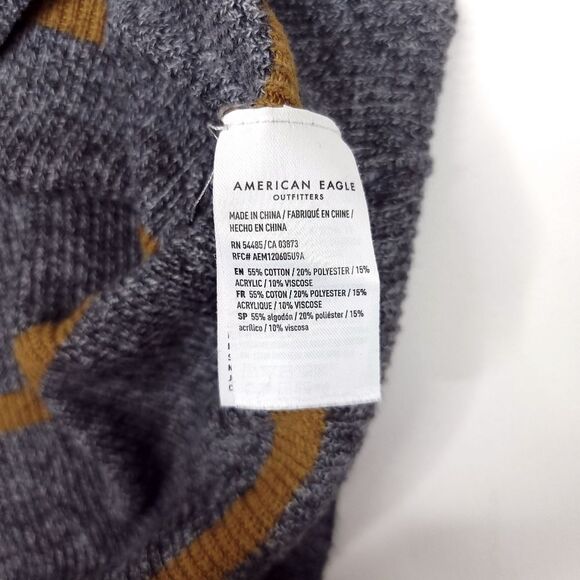 AMERICAN EAGLE
OUTFITTERS
MADE IN CHINA / FABRIQUÉ EN CHINE /
HECHO EN CHINA
RN 54485 / CA 03873
RFC# AEM120605U9A
EN 55% COTTON / 20% POLYESTER / 15%
ACRYLIC / 10% VISCOSE
FR 55% COTON / 20% POLYESTER / 15%
ACRYLIQUE / 10% VISCOSE
SP 55% algodón / 20% poliéster / 15%
acrílico / 10% viscosa